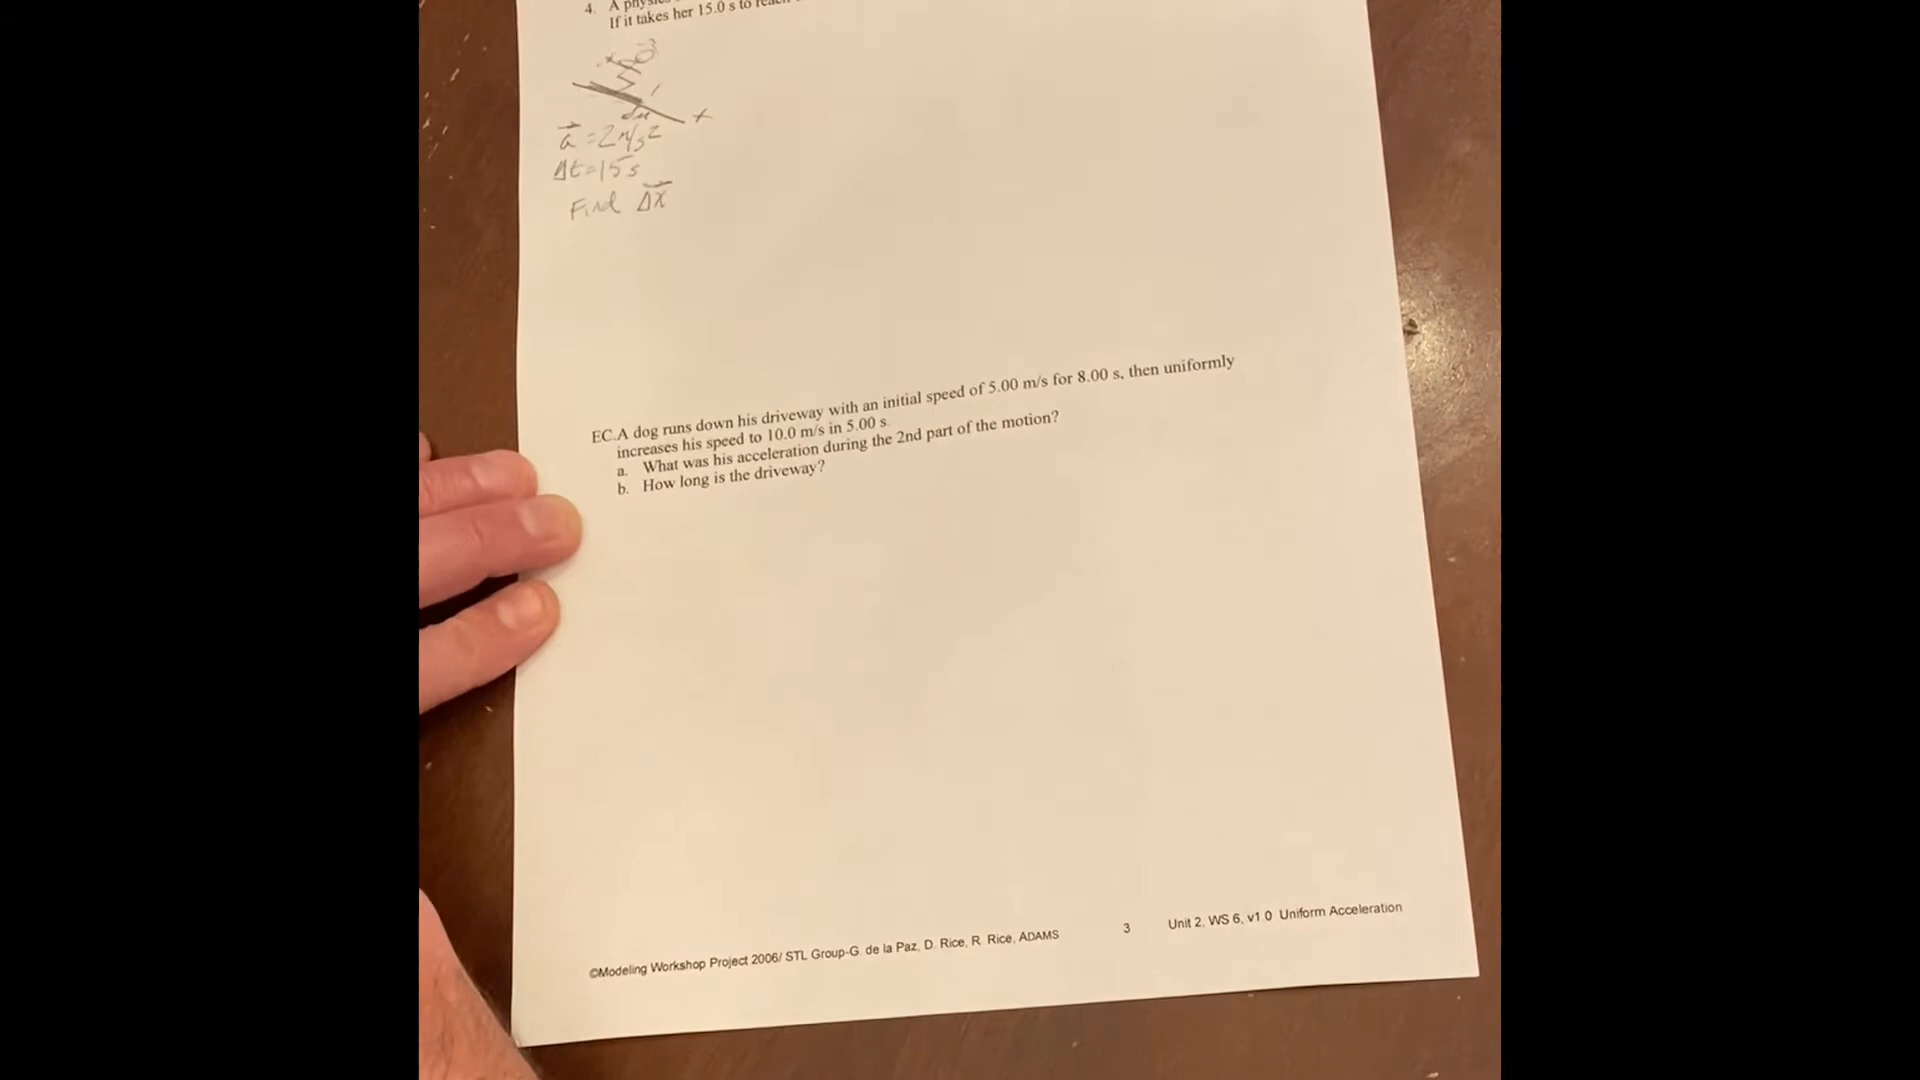 4. A physics
If it takes her 15.0 s to reach
+
a = 2 m/s2
Δt = 15 s
Find Δx
EC. A dog runs down his driveway with an initial speed of 5.00 m/s for 8.00 s, then uniformly
increases his speed to 10.0 m/s in 5.00 s.
a. What was his acceleration during the 2nd part of the motion?
b. How long is the driveway?
©Modeling Workshop Project 2006/ STL Group-G. de la Paz, D. Rice, R. Rice, ADAMS 3 Unit 2, WS 6, v1.0 Uniform Acceleration